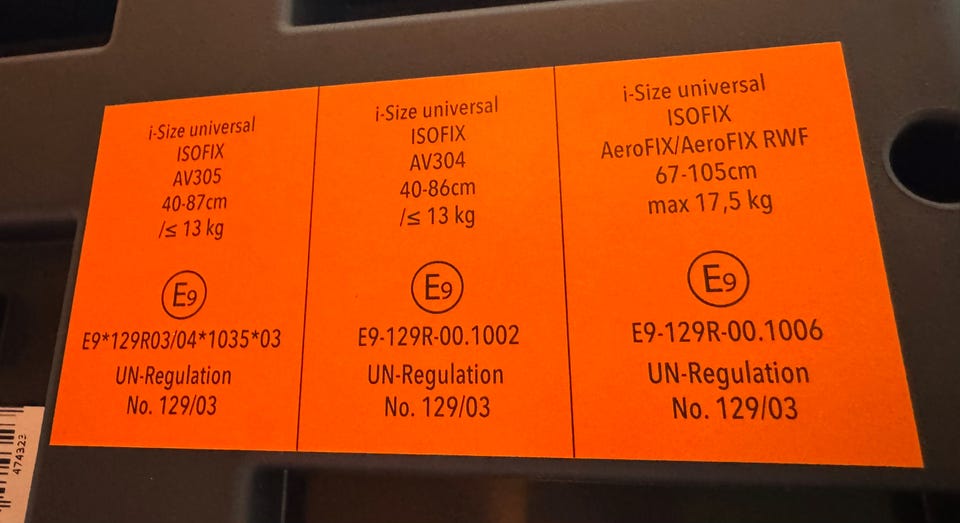 i-Size universal
ISOFIX
AV305
40-87cm
/≤ 13 kg
E9
E9*129R03/04*1035*03
UN-Regulation
No. 129/03
i-Size universal
ISOFIX
AV304
40-86cm
/≤ 13 kg
E9
E9-129R-00.1002
UN-Regulation
No. 129/03
i-Size universal
ISOFIX
AeroFIX/AeroFIX RWF
67-105cm
max 17,5 kg
E9
E9-129R-00.1006
UN-Regulation
No. 129/03
474323